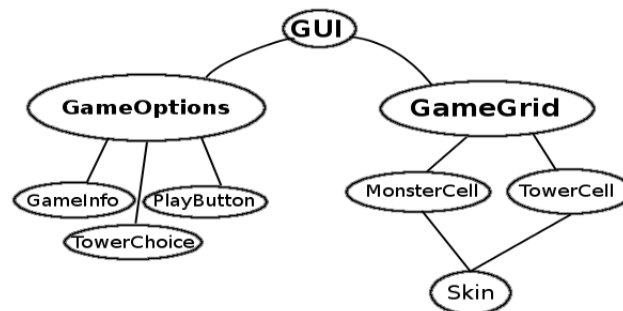 GUI
GameOptions
GameGrid
GameInfo
PlayButton
MonsterCell
TowerCell
TowerChoice
Skin